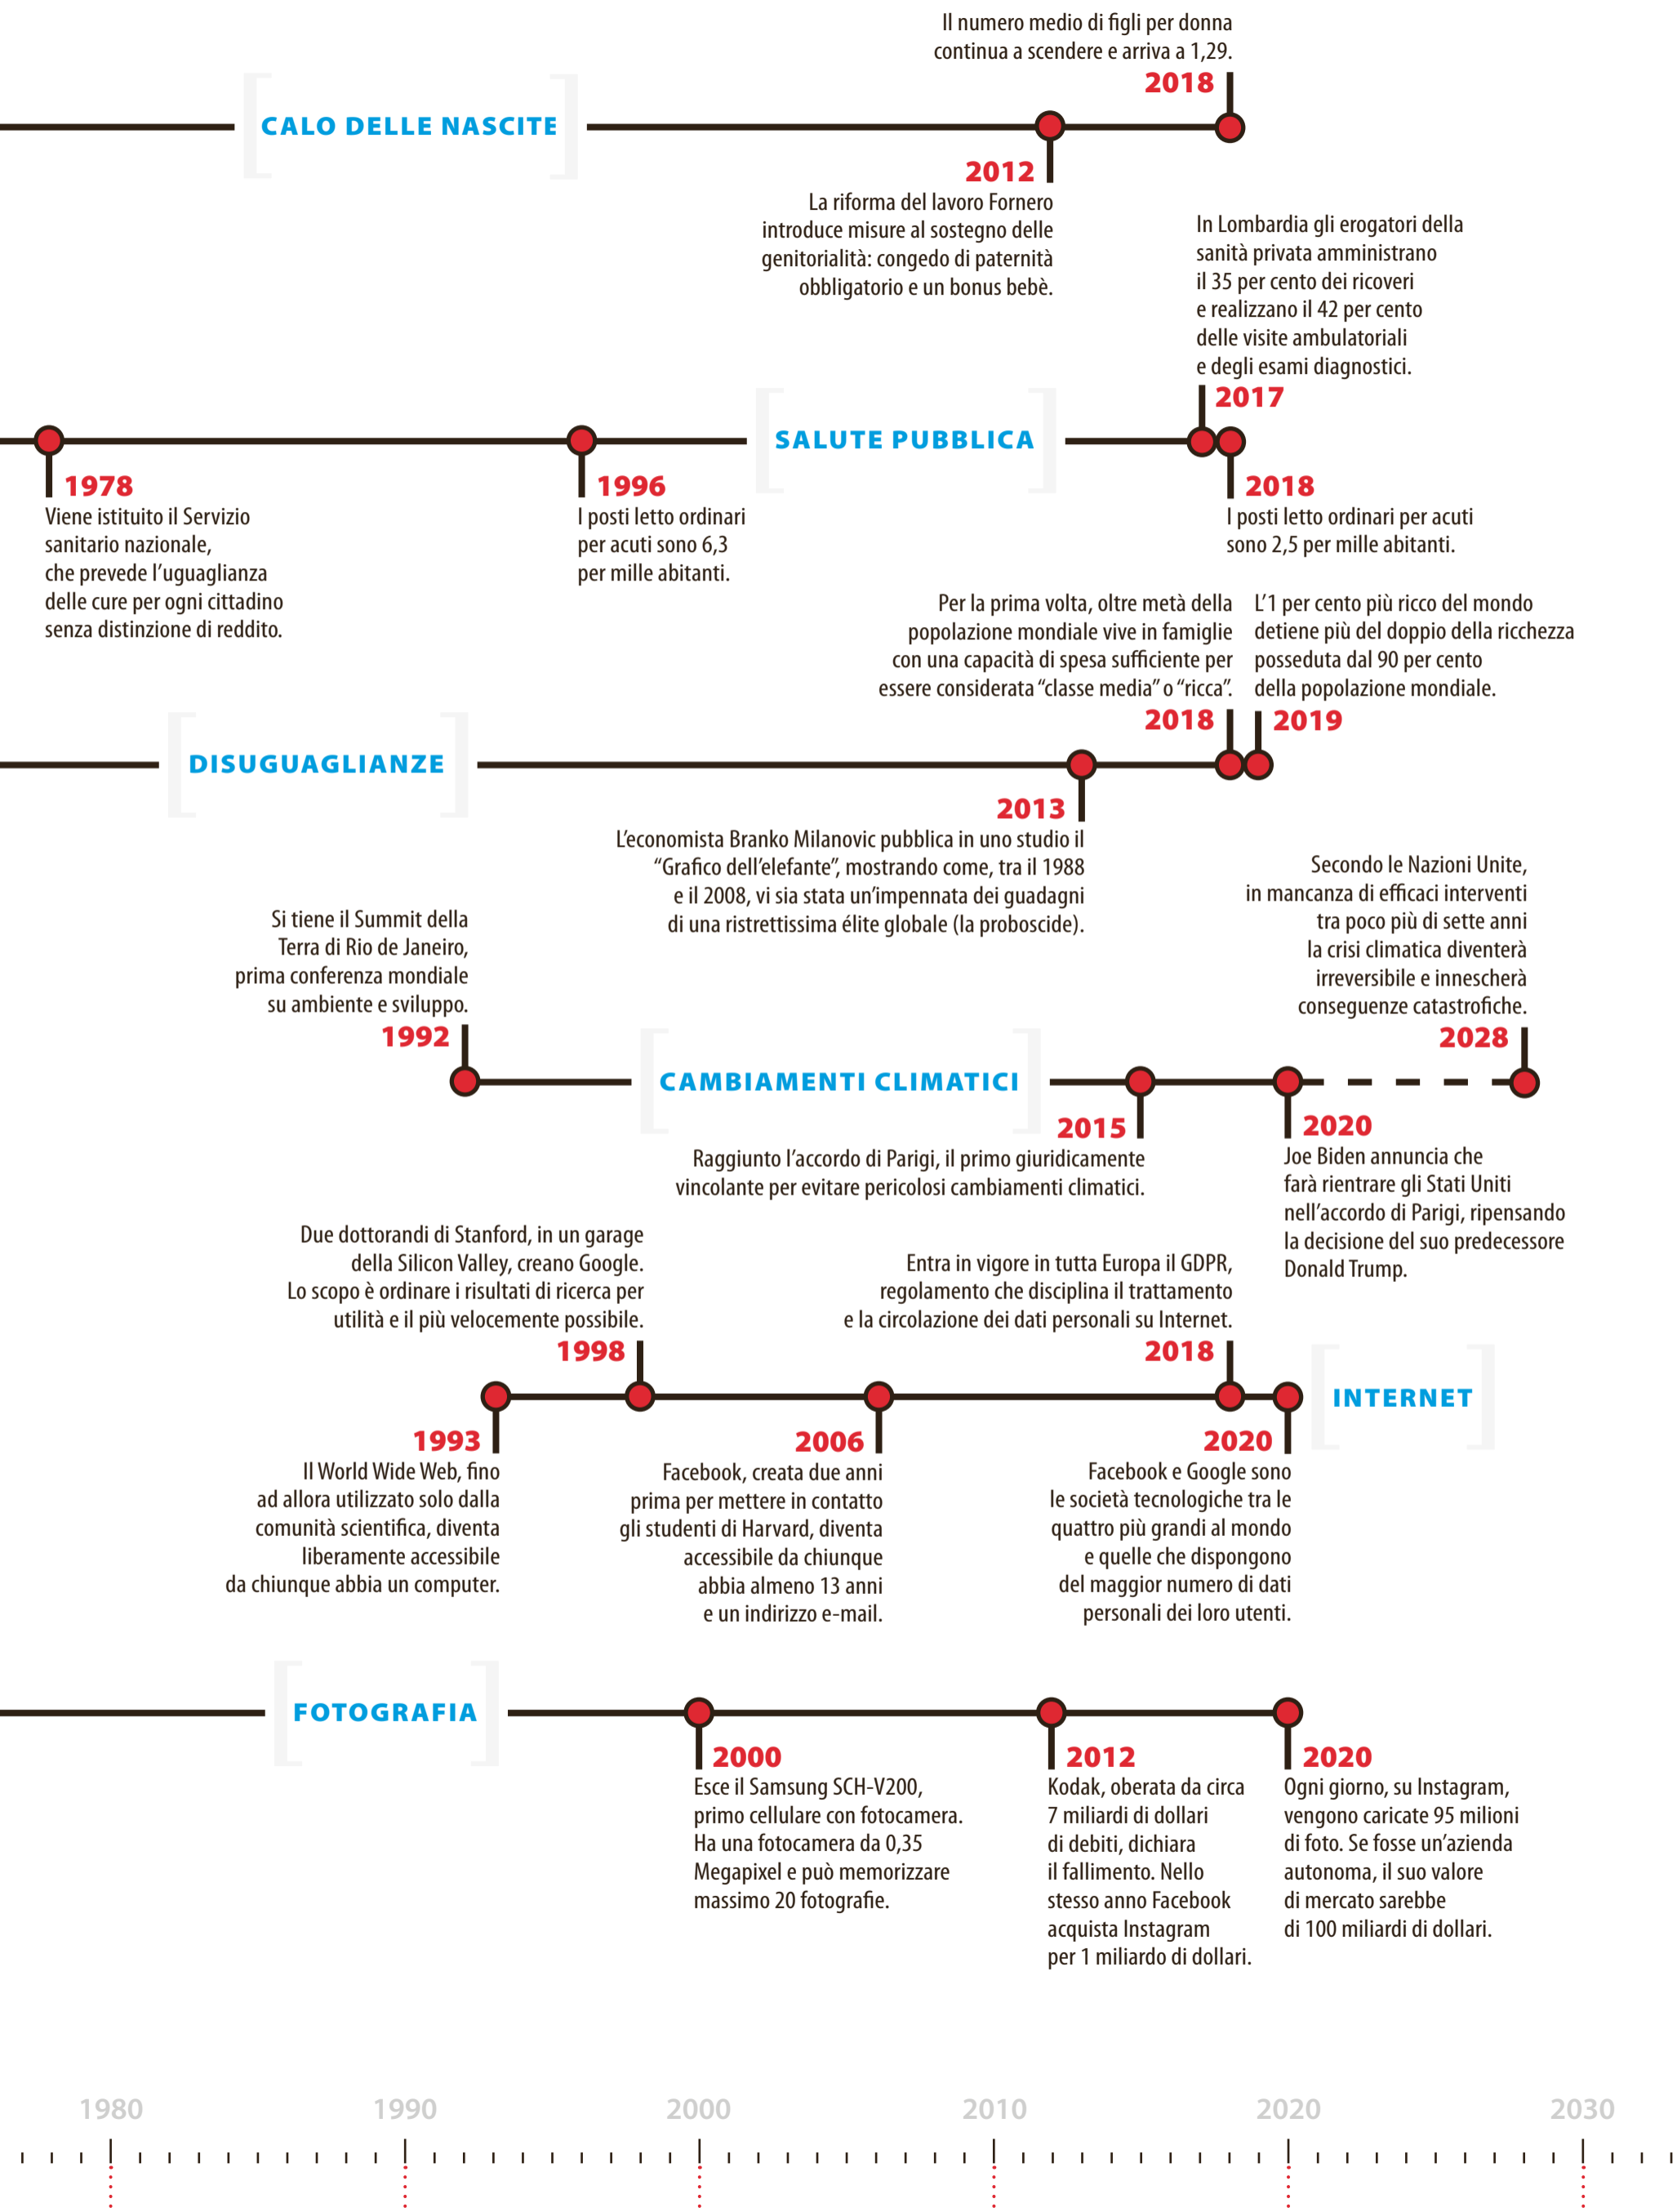 Il numero medio di figli per donna
continua a scendere e arriva a 1,29.
2018
CALO DELLE NASCITE
2012
La riforma del lavoro Fornero
introduce misure al sostegno delle
genitorialità: congedo di paternità
obbligatorio e un bonus bebè.
In Lombardia gli erogatori della
sanità privata amministrano
il 35 per cento dei ricoveri
e realizzano il 42 per cento
delle visite ambulatoriali
e degli esami diagnostici.
2017
SALUTE PUBBLICA
1978
Viene istituito il Servizio
sanitario nazionale,
che prevede l'uguaglianza
delle cure per ogni cittadino
senza distinzione di reddito.
1996
I posti letto ordinari
per acuti sono 6,3
per mille abitanti.
2018
I posti letto ordinari per acuti
sono 2,5 per mille abitanti.
Per la prima volta, oltre metà della
popolazione mondiale vive in famiglie
con una capacità di spesa sufficiente per
essere considerata “classe media” o “ricca”.
2018
L'1 per cento più ricco del mondo
detiene più del doppio della ricchezza
posseduta dal 90 per cento
della popolazione mondiale.
2019
DISUGUAGLIANZE
2013
L'economista Branko Milanovic pubblica in uno studio il
“Grafico dell'elefante”, mostrando come, tra il 1988
e il 2008, vi sia stata un'impennata dei guadagni
di una ristrettissima élite globale (la proboscide).
Si tiene il Summit della
Terra di Rio de Janeiro,
prima conferenza mondiale
su ambiente e sviluppo.
1992
Secondo le Nazioni Unite,
in mancanza di efficaci interventi
tra poco più di sette anni
la crisi climatica diventerà
irreversibile e innescherà
conseguenze catastrofiche.
2028
CAMBIAMENTI CLIMATICI
2015
Raggiunto l'accordo di Parigi, il primo giuridicamente
vincolante per evitare pericolosi cambiamenti climatici.
2020
Joe Biden annuncia che
farà rientrare gli Stati Uniti
nell'accordo di Parigi, ripensando
la decisione del suo predecessore
Donald Trump.
Due dottorandi di Stanford, in un garage
della Silicon Valley, creano Google.
Lo scopo è ordinare i risultati di ricerca per
utilità e il più velocemente possibile.
1998
Entra in vigore in tutta Europa il GDPR,
regolamento che disciplina il trattamento
e la circolazione dei dati personali su Internet.
2018
INTERNET
1993
Il World Wide Web, fino
ad allora utilizzato solo dalla
comunità scientifica, diventa
liberamente accessibile
da chiunque abbia un computer.
2006
Facebook, creata due anni
prima per mettere in contatto
gli studenti di Harvard, diventa
accessibile da chiunque
abbia almeno 13 anni
e un indirizzo e-mail.
2020
Facebook e Google sono
le società tecnologiche tra le
quattro più grandi al mondo
e quelle che dispongono
del maggior numero di dati
personali dei loro utenti.
FOTOGRAFIA
2000
Esce il Samsung SCH-V200,
primo cellulare con fotocamera.
Ha una fotocamera da 0,35
Megapixel e può memorizzare
massimo 20 fotografie.
2012
Kodak, oberata da circa
7 miliardi di dollari
di debiti, dichiara
il fallimento. Nello
stesso anno Facebook
acquista Instagram
per 1 miliardo di dollari.
2020
Ogni giorno, su Instagram,
vengono caricate 95 milioni
di foto. Se fosse un'azienda
autonoma, il suo valore
di mercato sarebbe
di 100 miliardi di dollari.
1980
1990
2000
2010
2020
2030